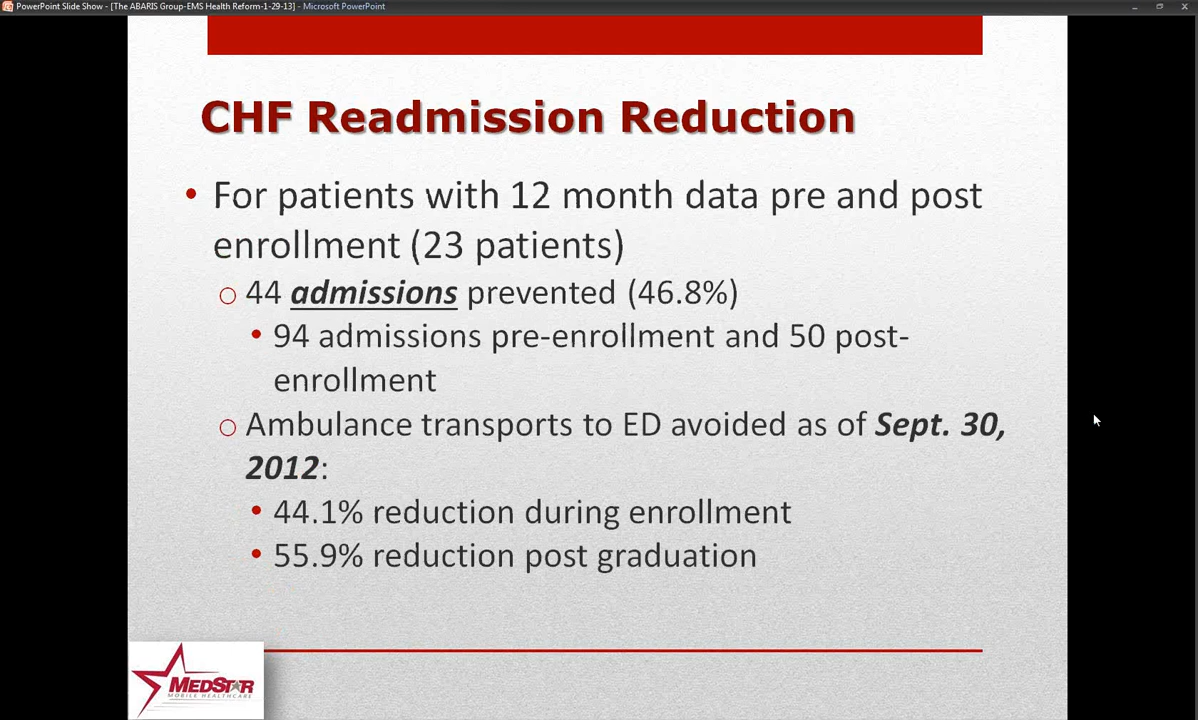 PowerPoint Slide Show - [The ABARIS Group-EMS Health Reform-1-29-13] - Microsoft PowerPoint
CHF Readmission Reduction
• For patients with 12 month data pre and post
enrollment (23 patients)
○ 44 admissions prevented (46.8%)
• 94 admissions pre-enrollment and 50 post-
enrollment
○ Ambulance transports to ED avoided as of Sept. 30,
2012:
• 44.1% reduction during enrollment
• 55.9% reduction post graduation
MEDSTAR
MOBILE HEALTHCARE